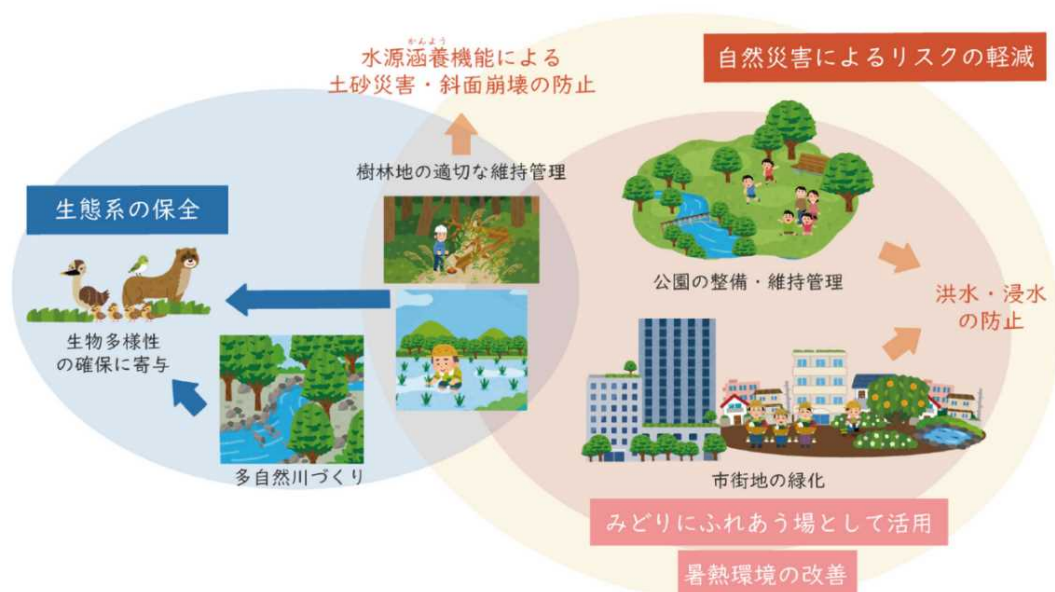 かんよう
水源涵養機能による
土砂災害・斜面崩壊の防止
自然災害によるリスクの軽減
樹林地の適切な維持管理
生態系の保全
生物多様性
の確保に寄与
多自然川づくり
公園の整備・維持管理
洪水・浸水
の防止
市街地の緑化
みどりにふれあう場として活用
暑熱環境の改善